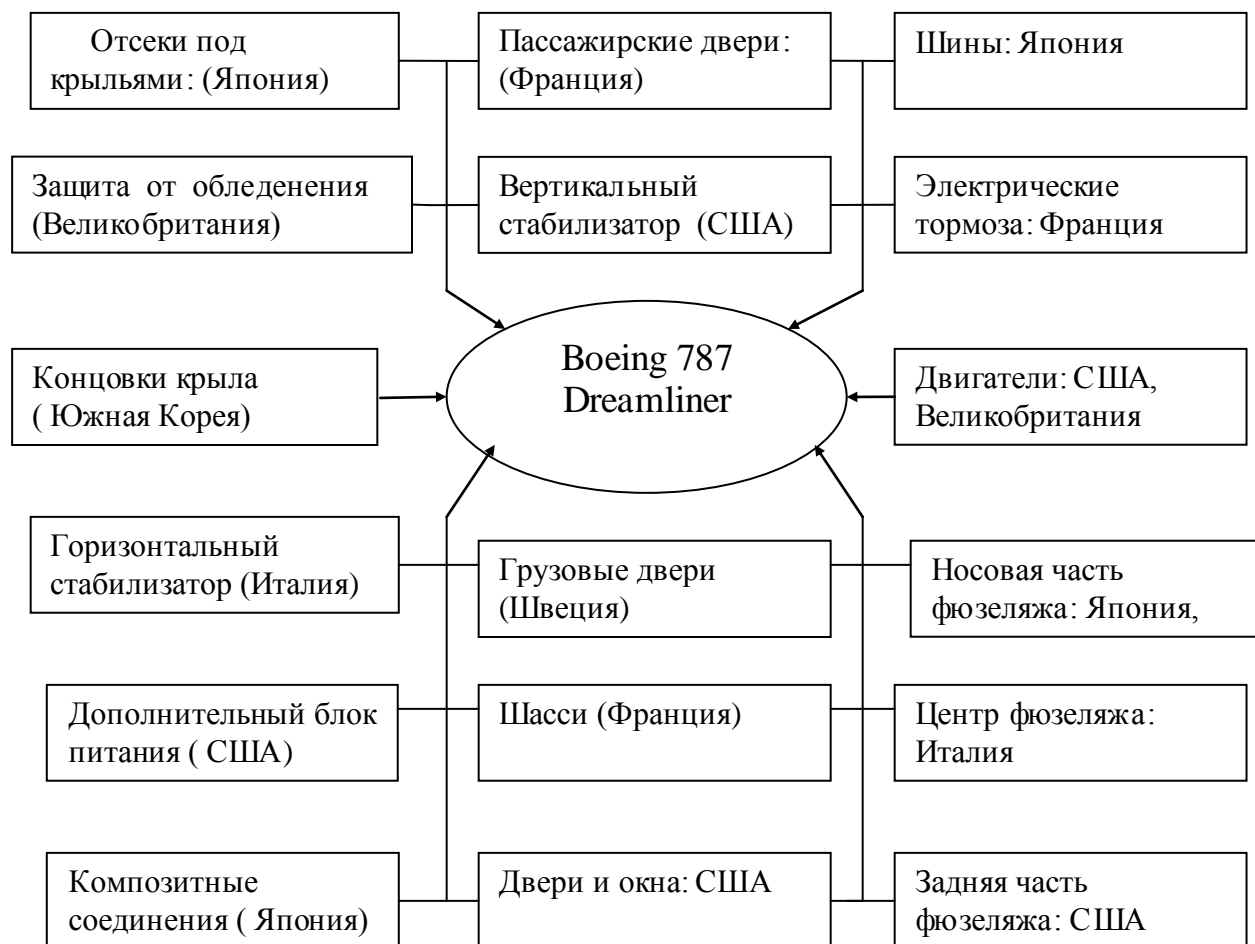 Отсеки под
крыльями: (Япония)
Пассажирские двери:
(Франция)
Шины: Япония
Защита от обледенения
(Великобритания)
Вертикальный
стабилизатор (США)
Электрические
тормоза: Франция
Концовки крыла
( Южная Корея)
Boeing 787
Dreamliner
Двигатели: США,
Великобритания
Горизонтальный
стабилизатор (Италия)
Грузовые двери
(Швеция)
Носовая часть
фюзеляжа: Япония,
Дополнительный блок
питания ( США)
Шасси (Франция)
Центр фюзеляжа:
Италия
Композитные
соединения ( Япония)
Двери и окна: США
Задняя часть
фюзеляжа: США